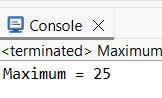 Console
<terminated> Maximum
Maximum = 25